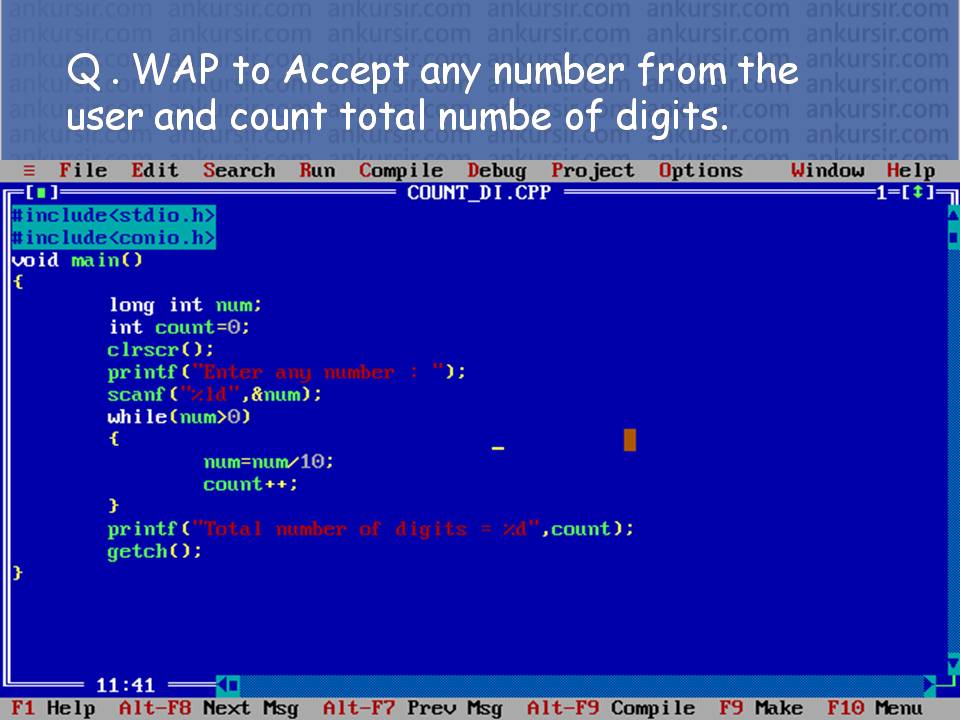 ankursir.com ankursir.com ankursir.com ankursir.com ankursir.com ankursir.com
Q . WAP to Accept any number from the
user and count total numbe of digits.
≡ File Edit Search Run Compile Debug Project Options Window Help
[■] COUNT_DI.CPP 1=[↕]
#include<stdio.h>
#include<conio.h>
void main()
{
long int num;
int count=0;
clrscr();
printf("Enter any number : ");
scanf("%ld",&num);
while(num>0)
{
num=num/10;
count++;
}
printf("Total number of digits = %d",count);
getch();
}
11:41
F1 Help Alt-F8 Next Msg Alt-F7 Prev Msg Alt-F9 Compile F9 Make F10 Menu